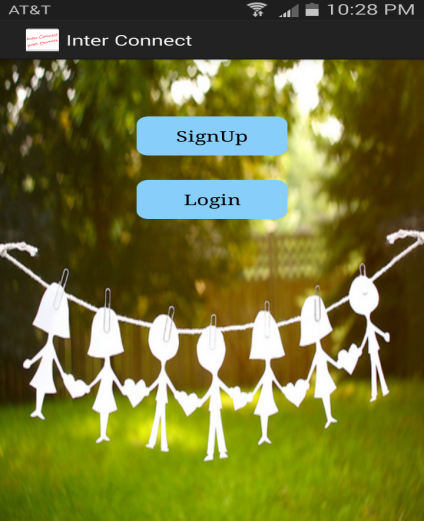 AT&T 10:28 PM
Inter Connect
SignUp
Login